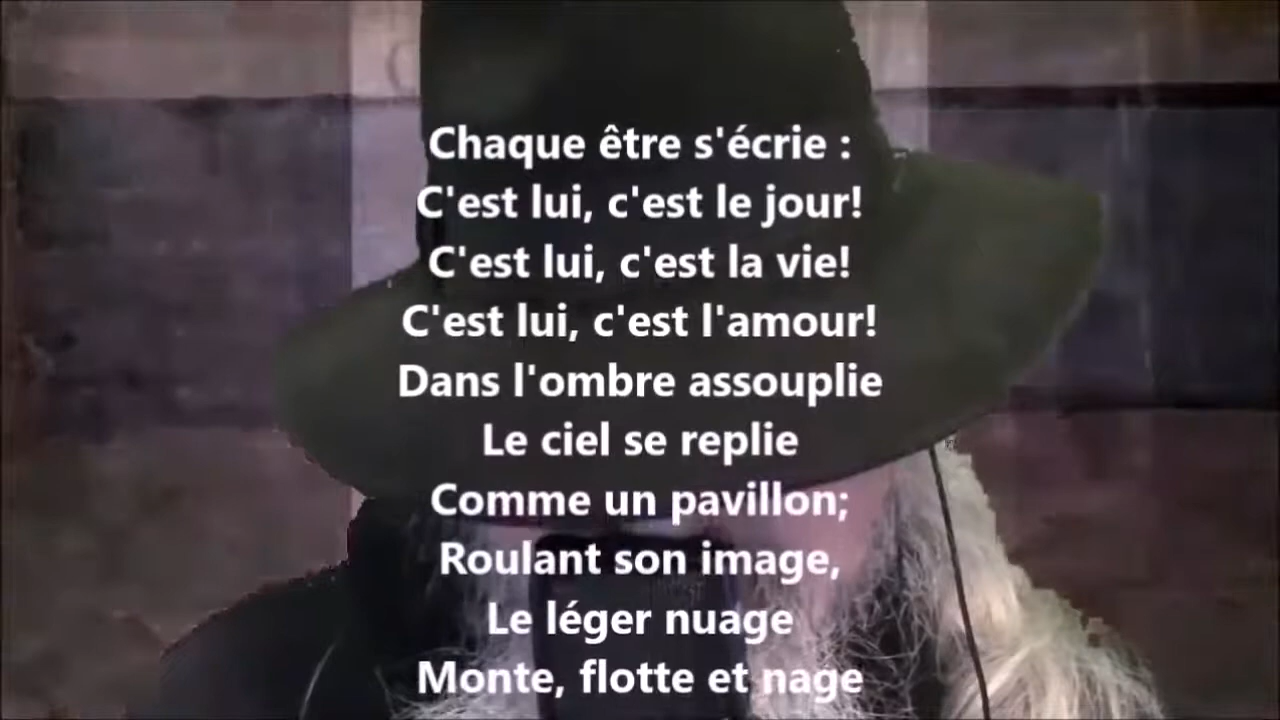 Chaque être s'écrie :
C'est lui, c'est le jour!
C'est lui, c'est la vie!
C'est lui, c'est l'amour!
Dans l'ombre assouplie
Le ciel se replie
Comme un pavillon;
Roulant son image,
Le léger nuage
Monte, flotte et nage